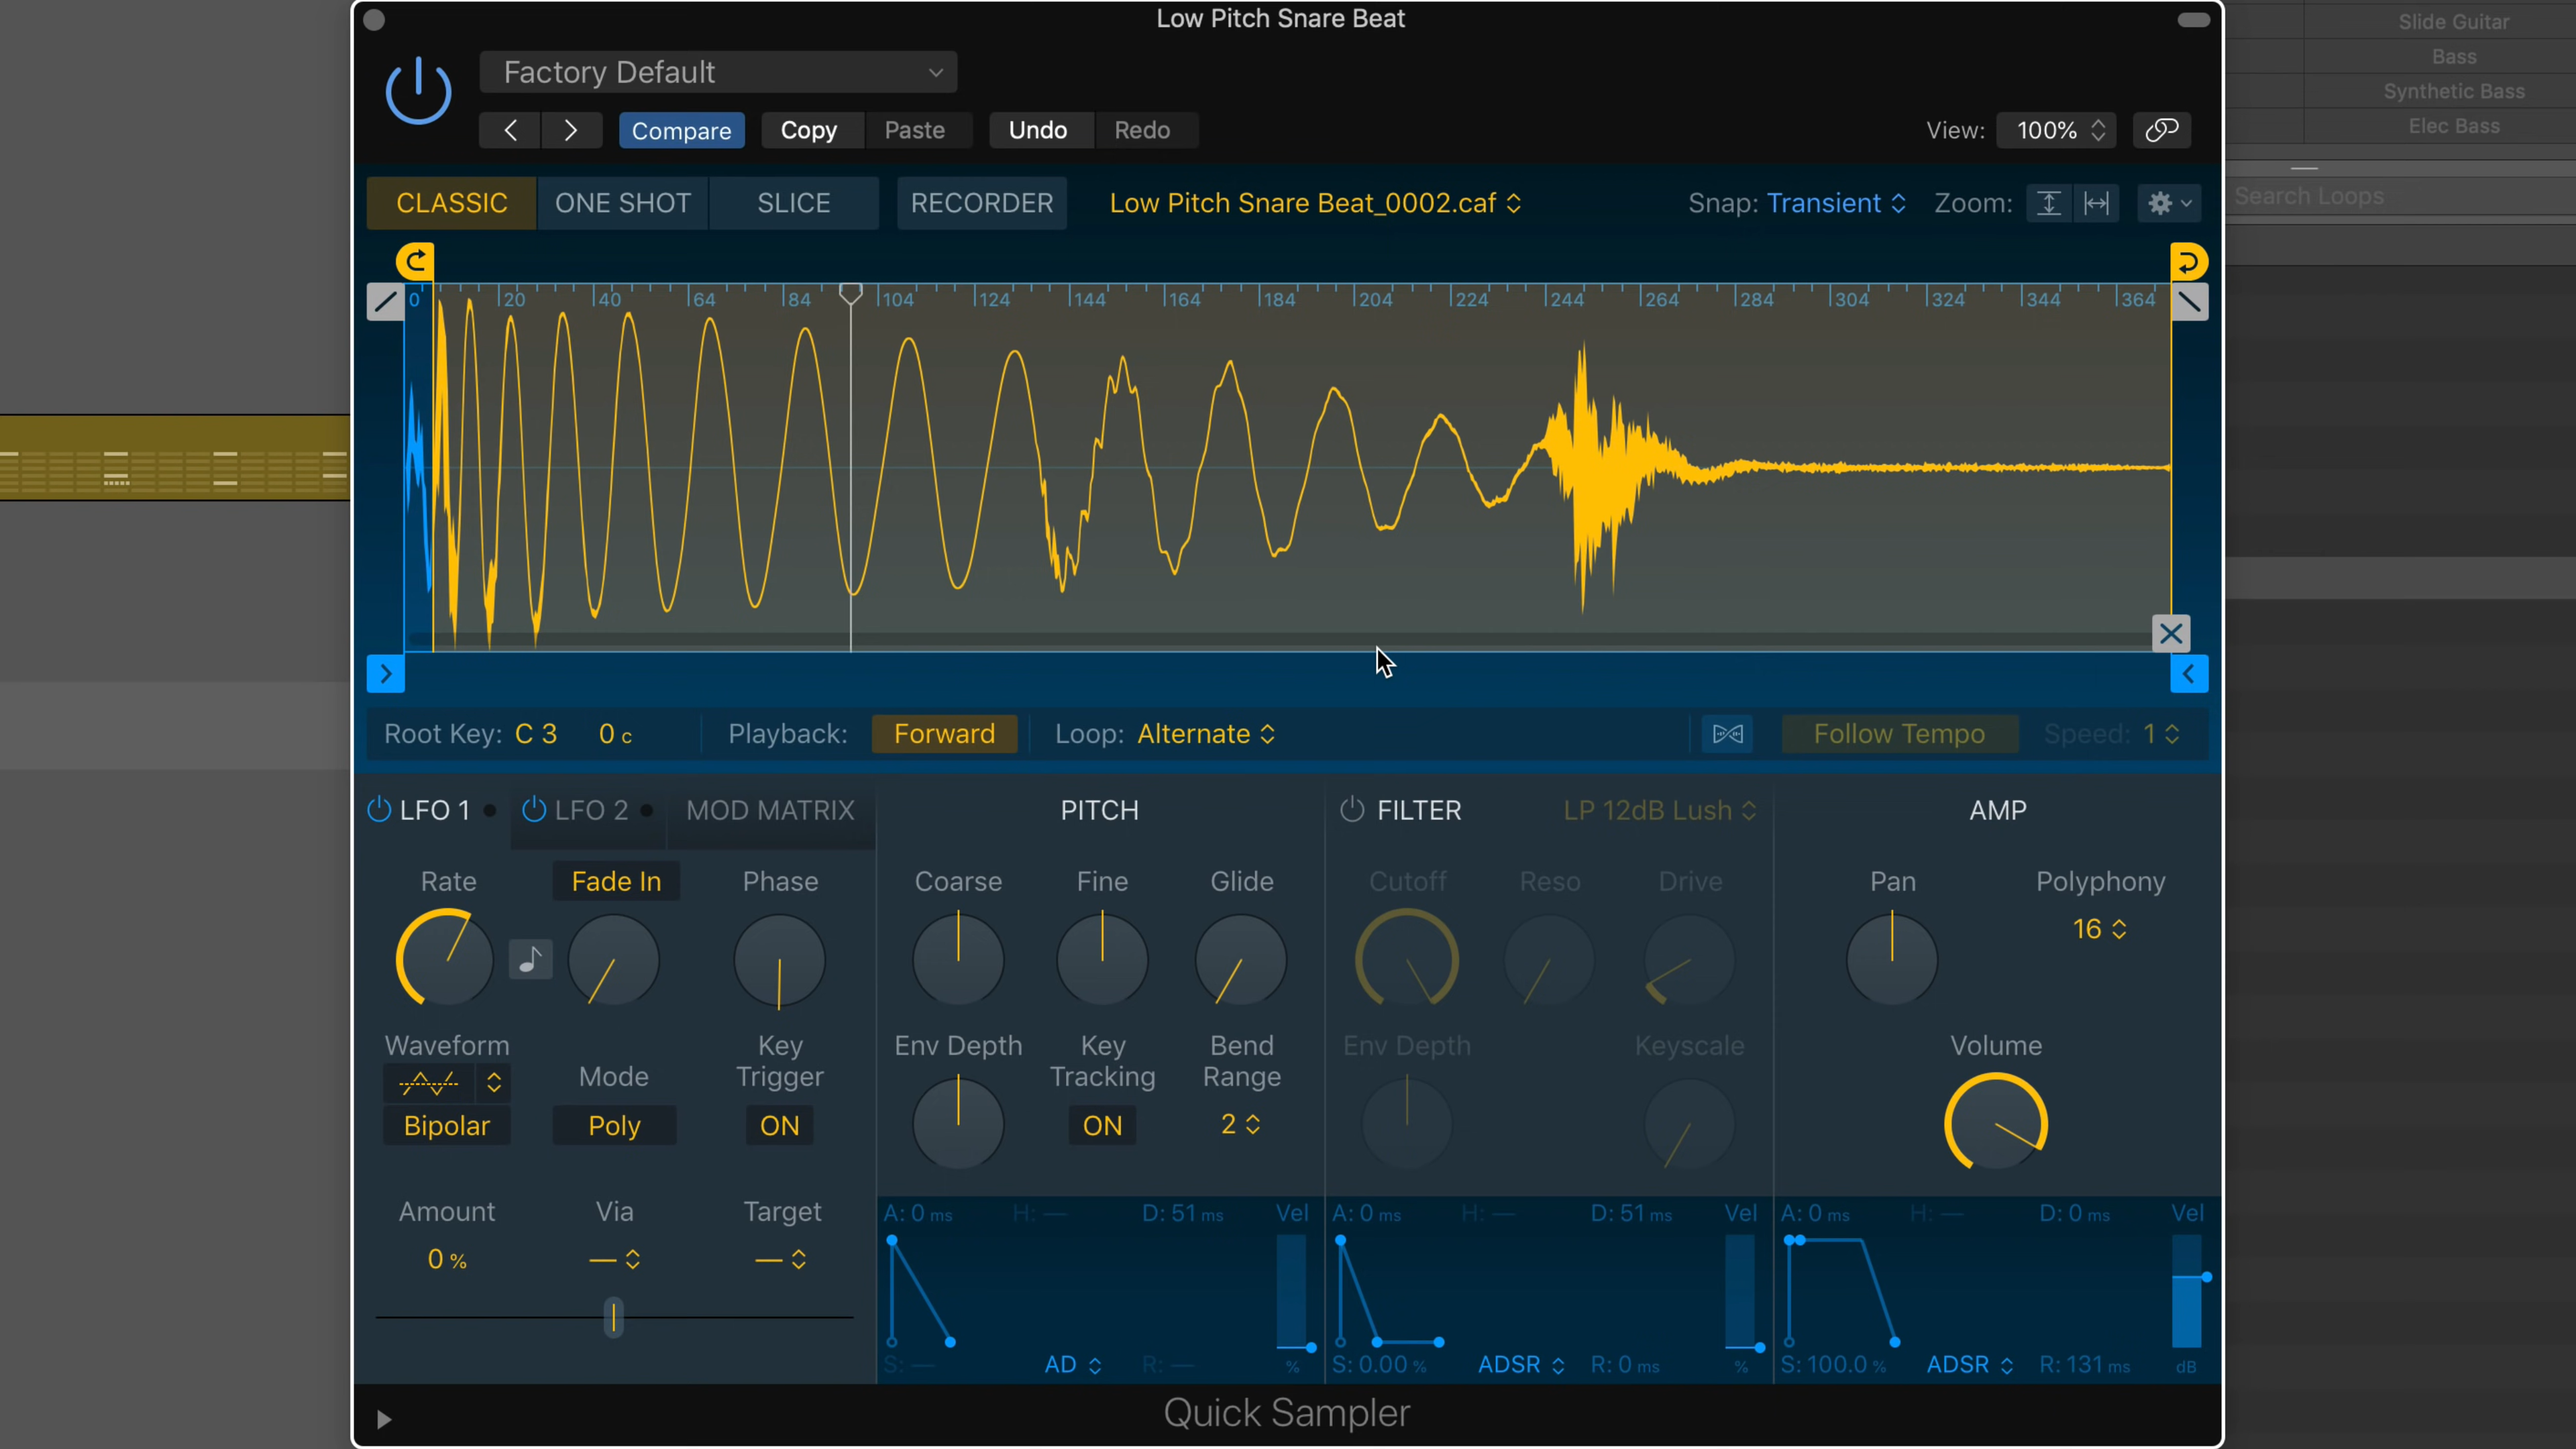 Low Pitch Snare Beat
Slide Guitar
Bass
Synthetic Bass
Elec Bass
Search Loops
Factory Default
Compare Copy Paste Undo Redo View: 100%
CLASSIC ONE SHOT SLICE RECORDER Low Pitch Snare Beat_0002.caf Snap: Transient Zoom:
0 20 40 64 84 104 124 144 164 184 204 224 244 264 284 304 324 344 364
Root Key: C 3 0 c Playback: Forward Loop: Alternate Follow Tempo Speed: 1
LFO 1 LFO 2 MOD MATRIX PITCH FILTER LP 12dB Lush AMP
Rate Fade In Phase Coarse Fine Glide Cutoff Reso Drive Pan Polyphony
16
Waveform Mode Key Trigger Env Depth Key Tracking Bend Range Env Depth Keyscale Volume
Bipolar Poly ON ON 2
Amount Via Target
0 % — —
A: 0 ms H: — D: 51 ms Vel A: 0 ms H: — D: 51 ms Vel A: 0 ms H: — D: 0 ms Vel
S: — AD R: — % S: 0.00 % ADSR R: 0 ms % S: 100.0 % ADSR R: 131 ms dB
Quick Sampler